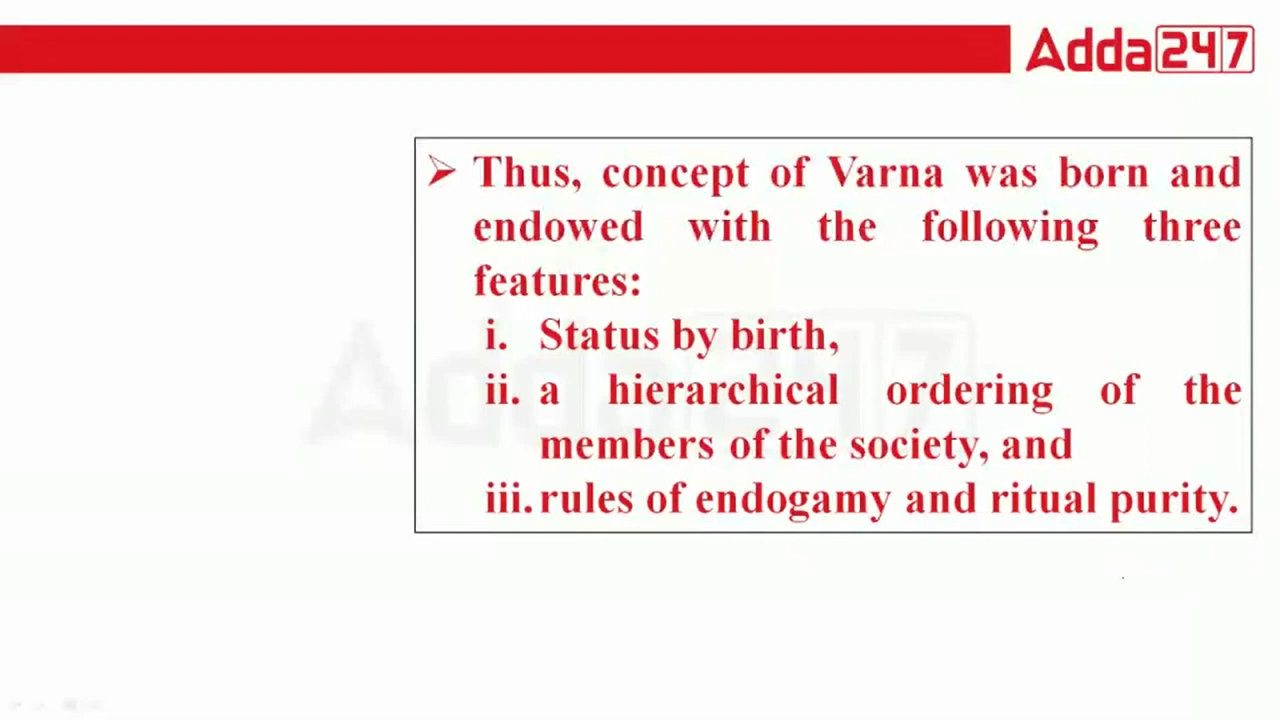 Adda247
➢ Thus, concept of Varna was born and
endowed with the following three
features:
i. Status by birth,
ii. a hierarchical ordering of the
members of the society, and
iii. rules of endogamy and ritual purity.
Adda247